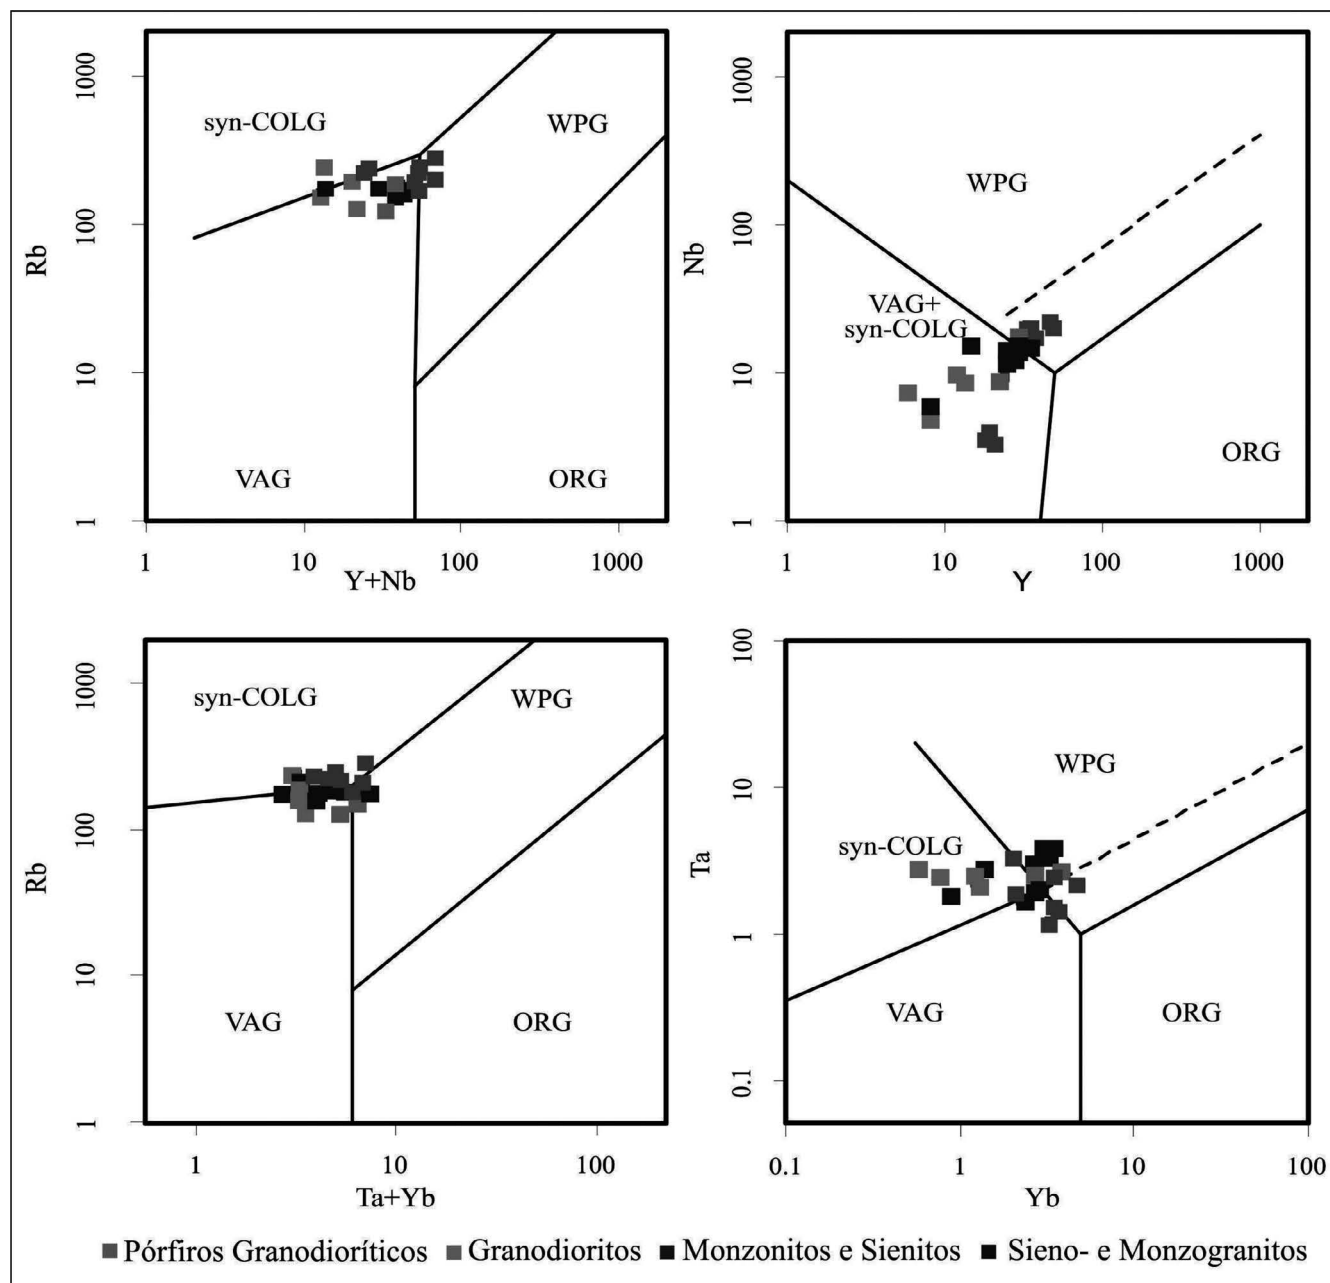 1000
100
10
1
Rb
syn-COLG
WPG
VAG
ORG
1
10
100
1000
Y+Nb
1000
100
10
1
Nb
WPG
VAG+
syn-COLG
ORG
1
10
100
1000
Y
1000
100
10
1
Rb
syn-COLG
WPG
VAG
ORG
1
10
100
Ta+Yb
100
10
1
0.1
Ta
WPG
syn-COLG
VAG
ORG
0.1
1
10
100
Yb
Pórfiros Granodioríticos Granodioritos Monzonitos e Sienitos Sieno- e Monzogranitos